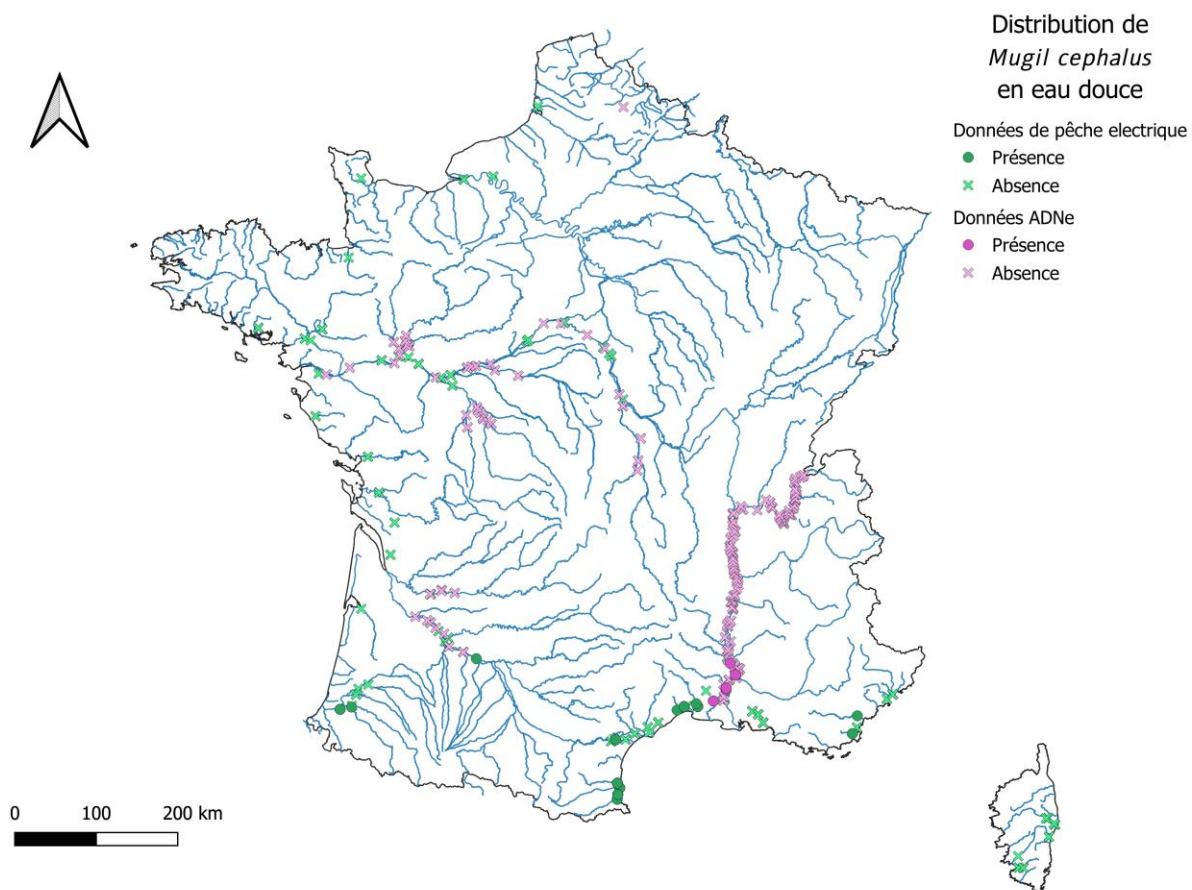 Distribution de
Mugil cephalus
en eau douce
Données de pêche electrique
Présence
Absence
Données ADNe
Présence
Absence
0 100 200 km